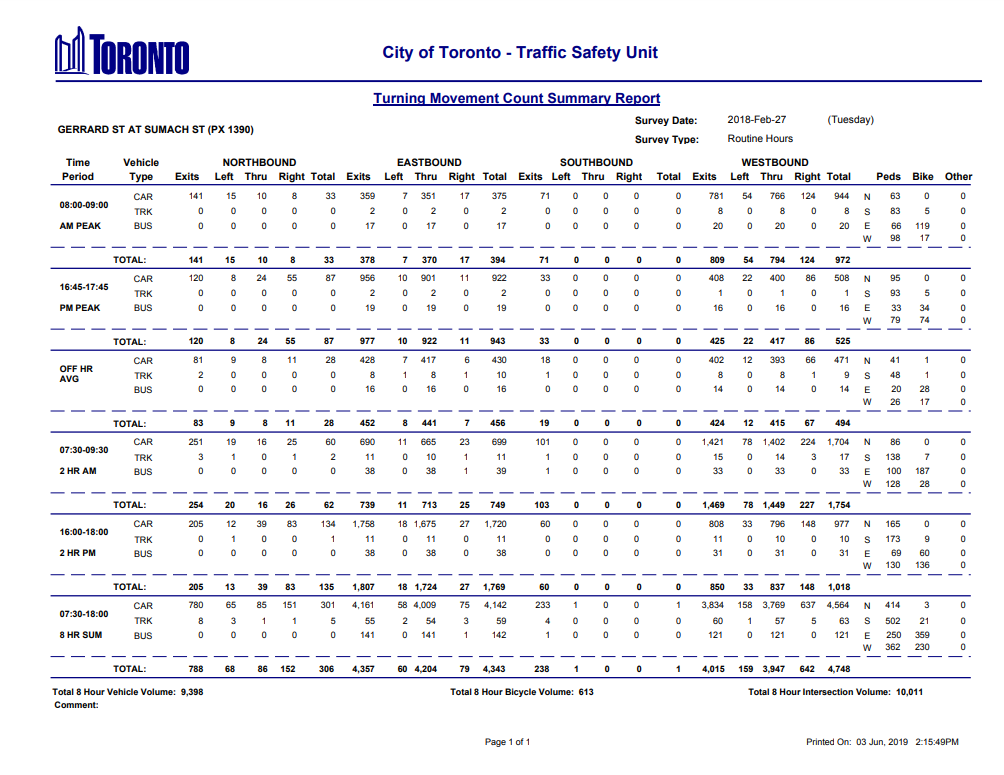 TORONTO
City of Toronto - Traffic Safety Unit
Turning Movement Count Summary Report
Survey Date: 2018-Feb-27 (Tuesday)
GERRARD ST AT SUMACH ST (PX 1390)
Survey Type: Routine Hours
Time Vehicle NORTHBOUND EASTBOUND SOUTHBOUND WESTBOUND
Period Type Exits Left Thru Right Total Exits Left Thru Right Total Exits Left Thru Right Total Exits Left Thru Right Total Peds Bike Other
08:00-09:00 CAR 141 15 10 8 33 359 7 351 17 375 71 0 0 0 0 781 54 766 124 944 N 63 0 0
TRK 0 0 0 0 0 2 0 2 0 2 0 0 0 0 0 8 0 8 0 8 S 83 5 0
AM PEAK BUS 0 0 0 0 0 17 0 17 0 17 0 0 0 0 0 20 0 20 0 20 E 66 119 0
W 98 17 0
TOTAL: 141 15 10 8 33 378 7 370 17 394 71 0 0 0 0 809 54 794 124 972
16:45-17:45 CAR 120 8 24 55 87 956 10 901 11 922 33 0 0 0 0 408 22 400 86 508 N 95 0 0
TRK 0 0 0 0 0 2 0 2 0 2 0 0 0 0 0 1 0 1 0 1 S 93 5 0
PM PEAK BUS 0 0 0 0 0 19 0 19 0 19 0 0 0 0 0 16 0 16 0 16 E 33 34 0
W 79 74 0
TOTAL: 120 8 24 55 87 977 10 922 11 943 33 0 0 0 0 425 22 417 86 525
OFF HR AVG CAR 81 9 8 11 28 428 7 417 6 430 18 0 0 0 0 402 12 393 66 471 N 41 1 0
TRK 2 0 0 0 0 8 1 8 1 10 1 0 0 0 0 8 0 8 1 9 S 48 1 0
BUS 0 0 0 0 0 16 0 16 0 16 0 0 0 0 0 14 0 14 0 14 E 20 28 0
W 26 17 0
TOTAL: 83 9 8 11 28 452 8 441 7 456 19 0 0 0 0 424 12 415 67 494
07:30-09:30 CAR 251 19 16 25 60 690 11 665 23 699 101 0 0 0 0 1,421 78 1,402 224 1,704 N 86 0 0
TRK 3 1 0 1 2 11 0 10 1 11 1 0 0 0 0 15 0 14 3 17 S 138 7 0
2 HR AM BUS 0 0 0 0 0 38 0 38 1 39 1 0 0 0 0 33 0 33 0 33 E 100 187 0
W 128 28 0
TOTAL: 254 20 16 26 62 739 11 713 25 749 103 0 0 0 0 1,469 78 1,449 227 1,754
16:00-18:00 CAR 205 12 39 83 134 1,758 18 1,675 27 1,720 60 0 0 0 0 808 33 796 148 977 N 165 0 0
TRK 0 1 0 0 1 11 0 11 0 11 0 0 0 0 0 11 0 10 0 10 S 173 9 0
2 HR PM BUS 0 0 0 0 0 38 0 38 0 38 0 0 0 0 0 31 0 31 0 31 E 69 60 0
W 130 136 0
TOTAL: 205 13 39 83 135 1,807 18 1,724 27 1,769 60 0 0 0 0 850 33 837 148 1,018
07:30-18:00 CAR 780 65 85 151 301 4,161 58 4,009 75 4,142 233 1 0 0 1 3,834 158 3,769 637 4,564 N 414 3 0
TRK 8 3 1 1 5 55 2 54 3 59 4 0 0 0 0 60 1 57 5 63 S 502 21 0
8 HR SUM BUS 0 0 0 0 0 141 0 141 1 142 1 0 0 0 0 121 0 121 0 121 E 250 359 0
W 362 230 0
TOTAL: 788 68 86 152 306 4,357 60 4,204 79 4,343 238 1 0 0 1 4,015 159 3,947 642 4,748
Total 8 Hour Vehicle Volume: 9,398 Total 8 Hour Bicycle Volume: 613 Total 8 Hour Intersection Volume: 10,011
Comment:
Page 1 of 1 Printed On: 03 Jun, 2019 2:15:49PM